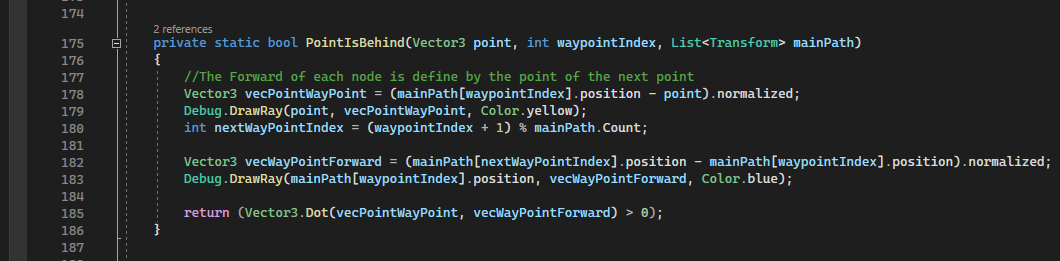 174
2 references
175 private static bool PointIsBehind(Vector3 point, int waypointIndex, List<Transform> mainPath)
176 {
177 //The Forward of each node is define by the point of the next point
178 Vector3 vecPointWayPoint = (mainPath[waypointIndex].position - point).normalized;
179 Debug.DrawRay(point, vecPointWayPoint, Color.yellow);
180 int nextWayPointIndex = (waypointIndex + 1) % mainPath.Count;
181
182 Vector3 vecWayPointForward = (mainPath[nextWayPointIndex].position - mainPath[waypointIndex].position).normalized;
183 Debug.DrawRay(mainPath[waypointIndex].position, vecWayPointForward, Color.blue);
184
185 return (Vector3.Dot(vecPointWayPoint, vecWayPointForward) > 0);
186 }
187